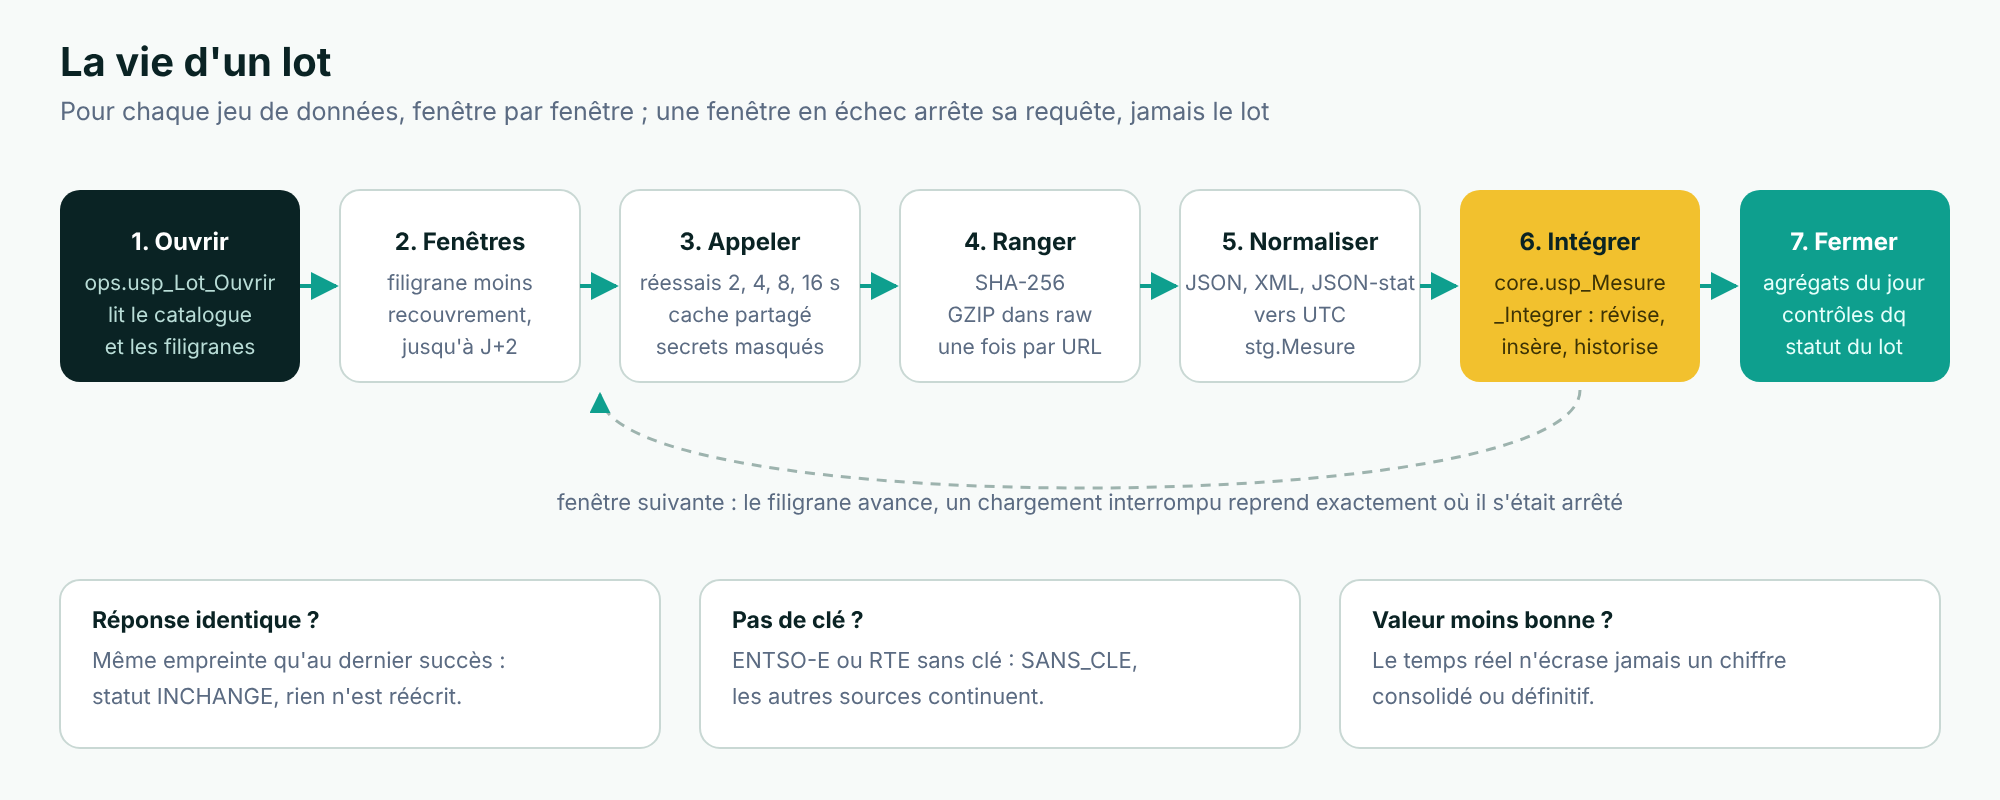 La vie d'un lot
Pour chaque jeu de données, fenêtre par fenêtre ; une fenêtre en échec arrête sa requête, jamais le lot
1. Ouvrir
ops.usp_Lot_Ouvrir
lit le catalogue
et les filigranes
2. Fenêtres
filigrane moins
recouvrement,
jusqu'à J+2
3. Appeler
réessais 2, 4, 8, 16 s
cache partagé
secrets masqués
4. Ranger
SHA-256
GZIP dans raw
une fois par URL
5. Normaliser
JSON, XML, JSON-stat
vers UTC
stg.Mesure
6. Intégrer
core.usp_Mesure
_Integrer : révise,
insère, historise
7. Fermer
agrégats du jour
contrôles dq
statut du lot
fenêtre suivante : le filigrane avance, un chargement interrompu reprend exactement où il s'était arrêté
Réponse identique ?
Même empreinte qu'au dernier succès :
statut INCHANGE, rien n'est réécrit.
Pas de clé ?
ENTSO-E ou RTE sans clé : SANS_CLE,
les autres sources continuent.
Valeur moins bonne ?
Le temps réel n'écrase jamais un chiffre
consolidé ou définitif.